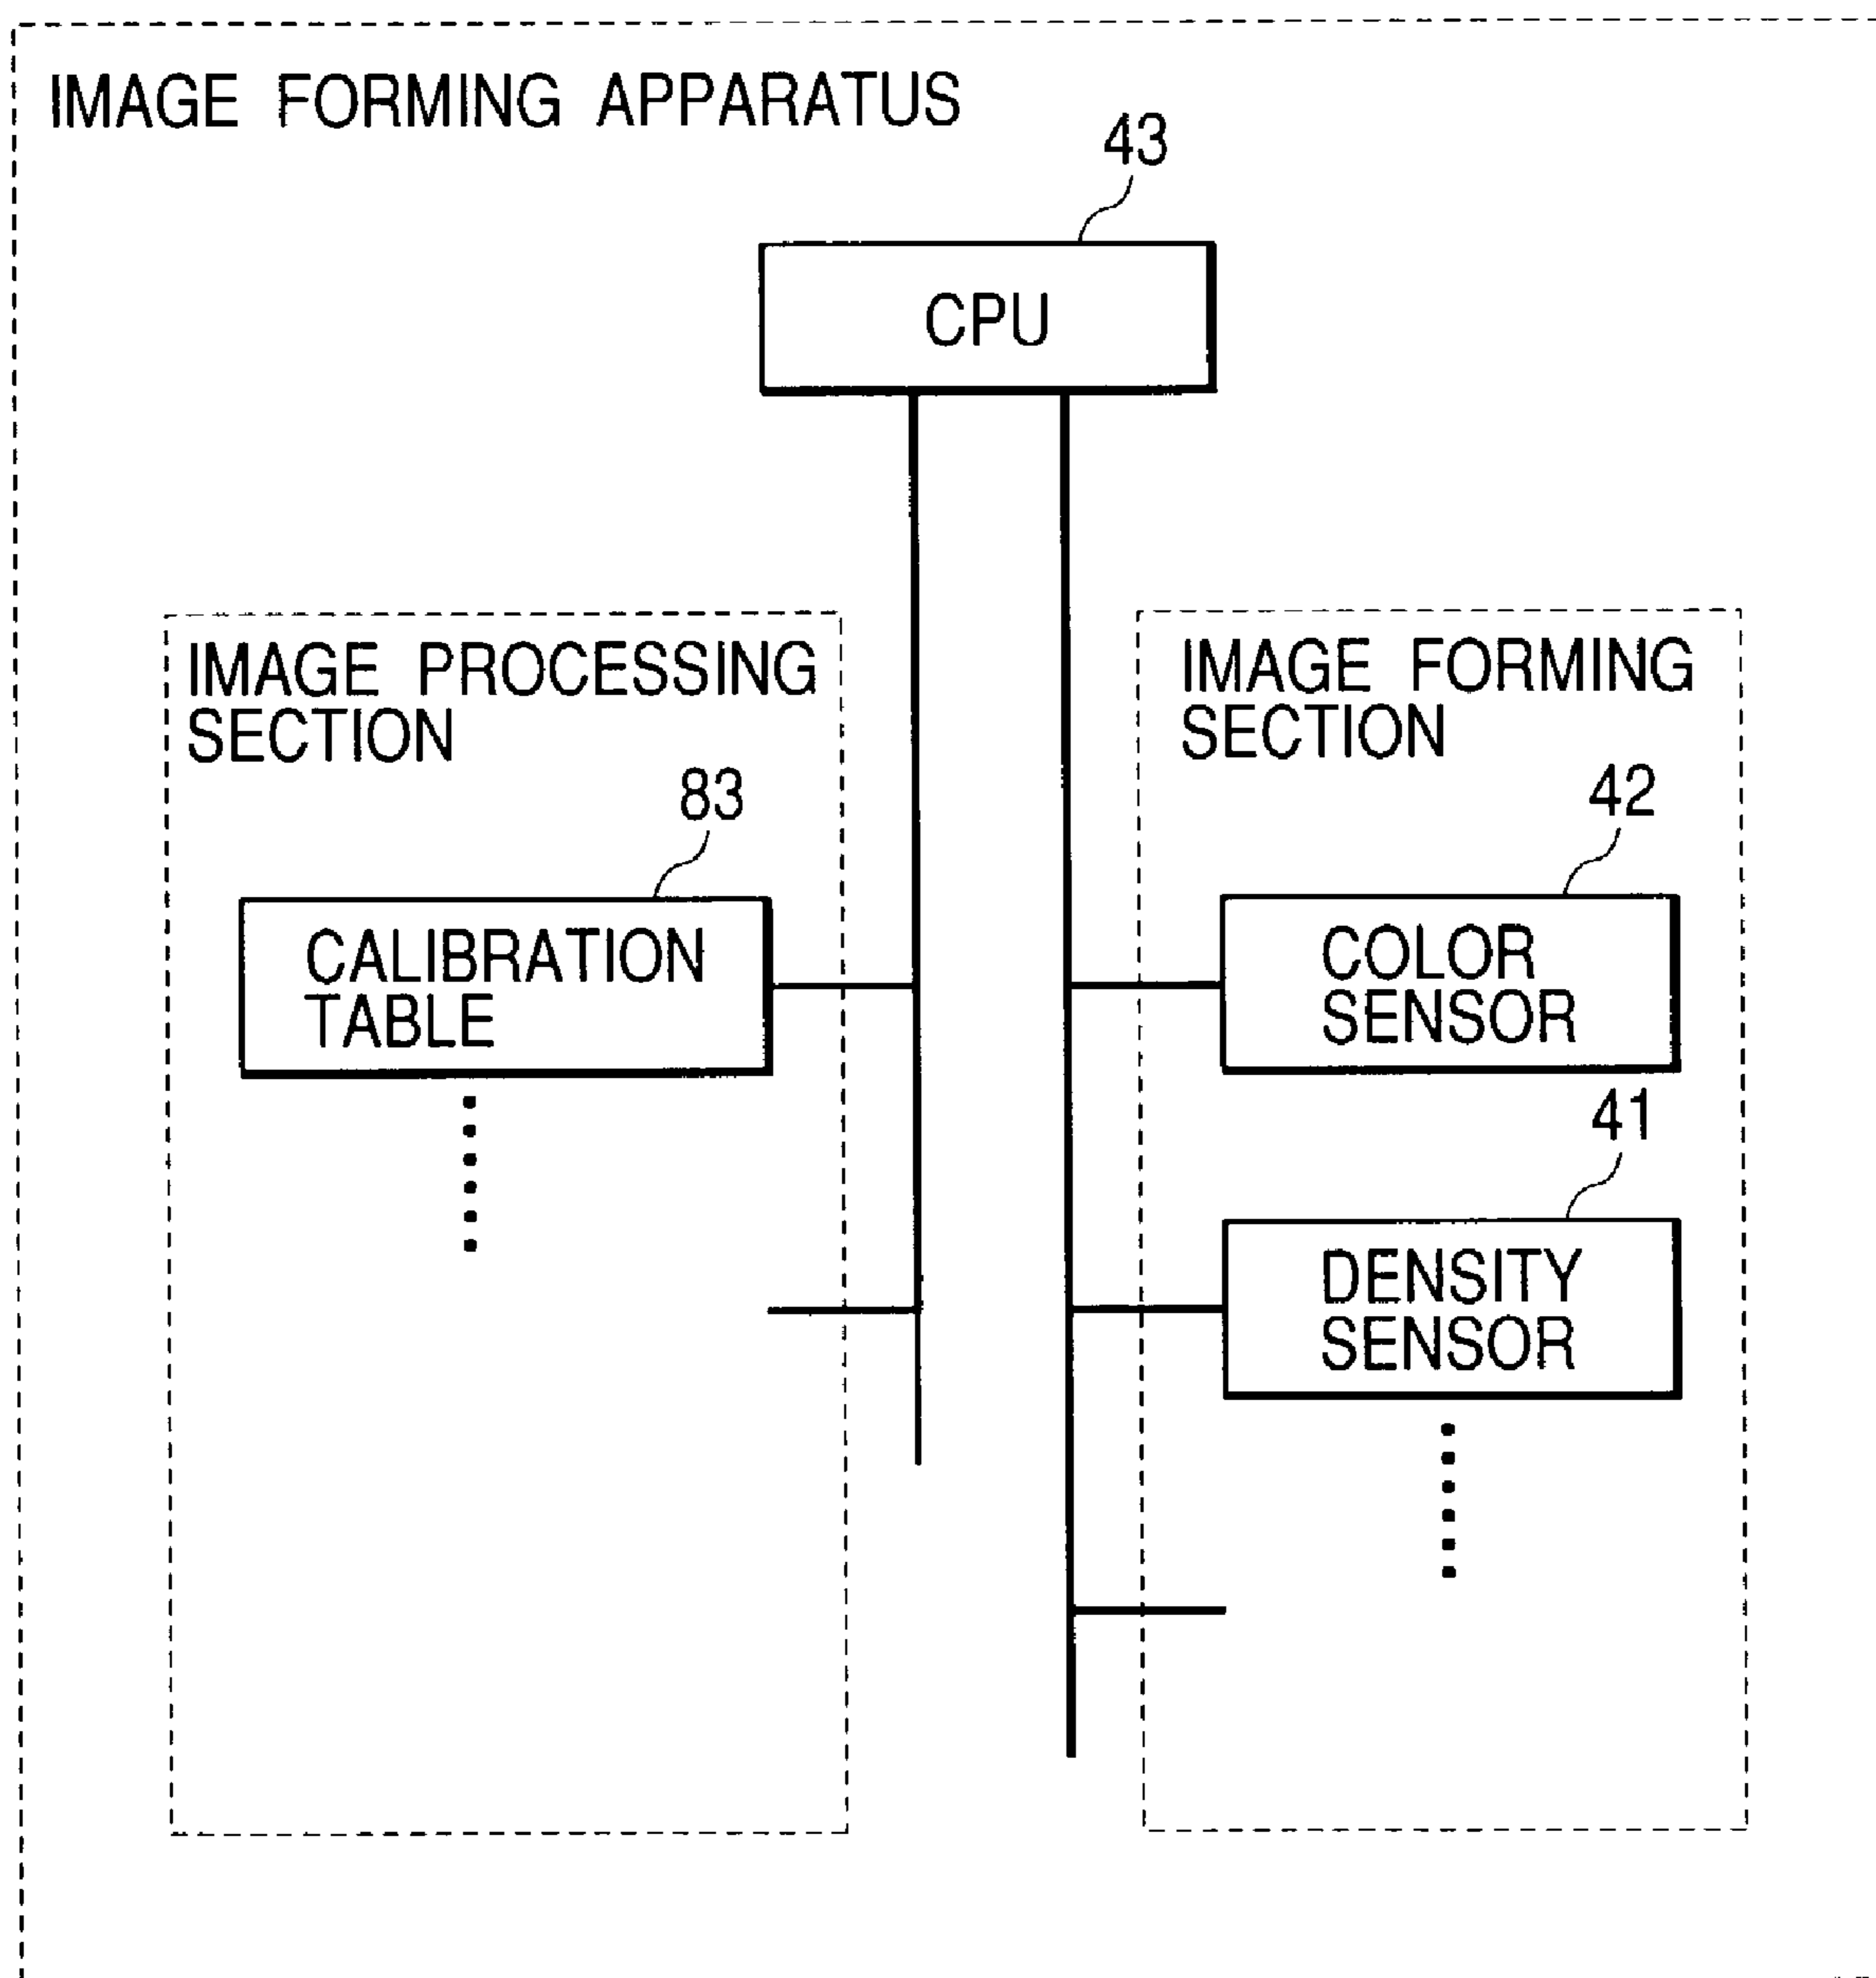 IMAGE FORMING APPARATUS
43
CPU
IMAGE PROCESSING
SECTION
83
CALIBRATION
TABLE
IMAGE FORMING
SECTION
42
COLOR
SENSOR
41
DENSITY
SENSOR